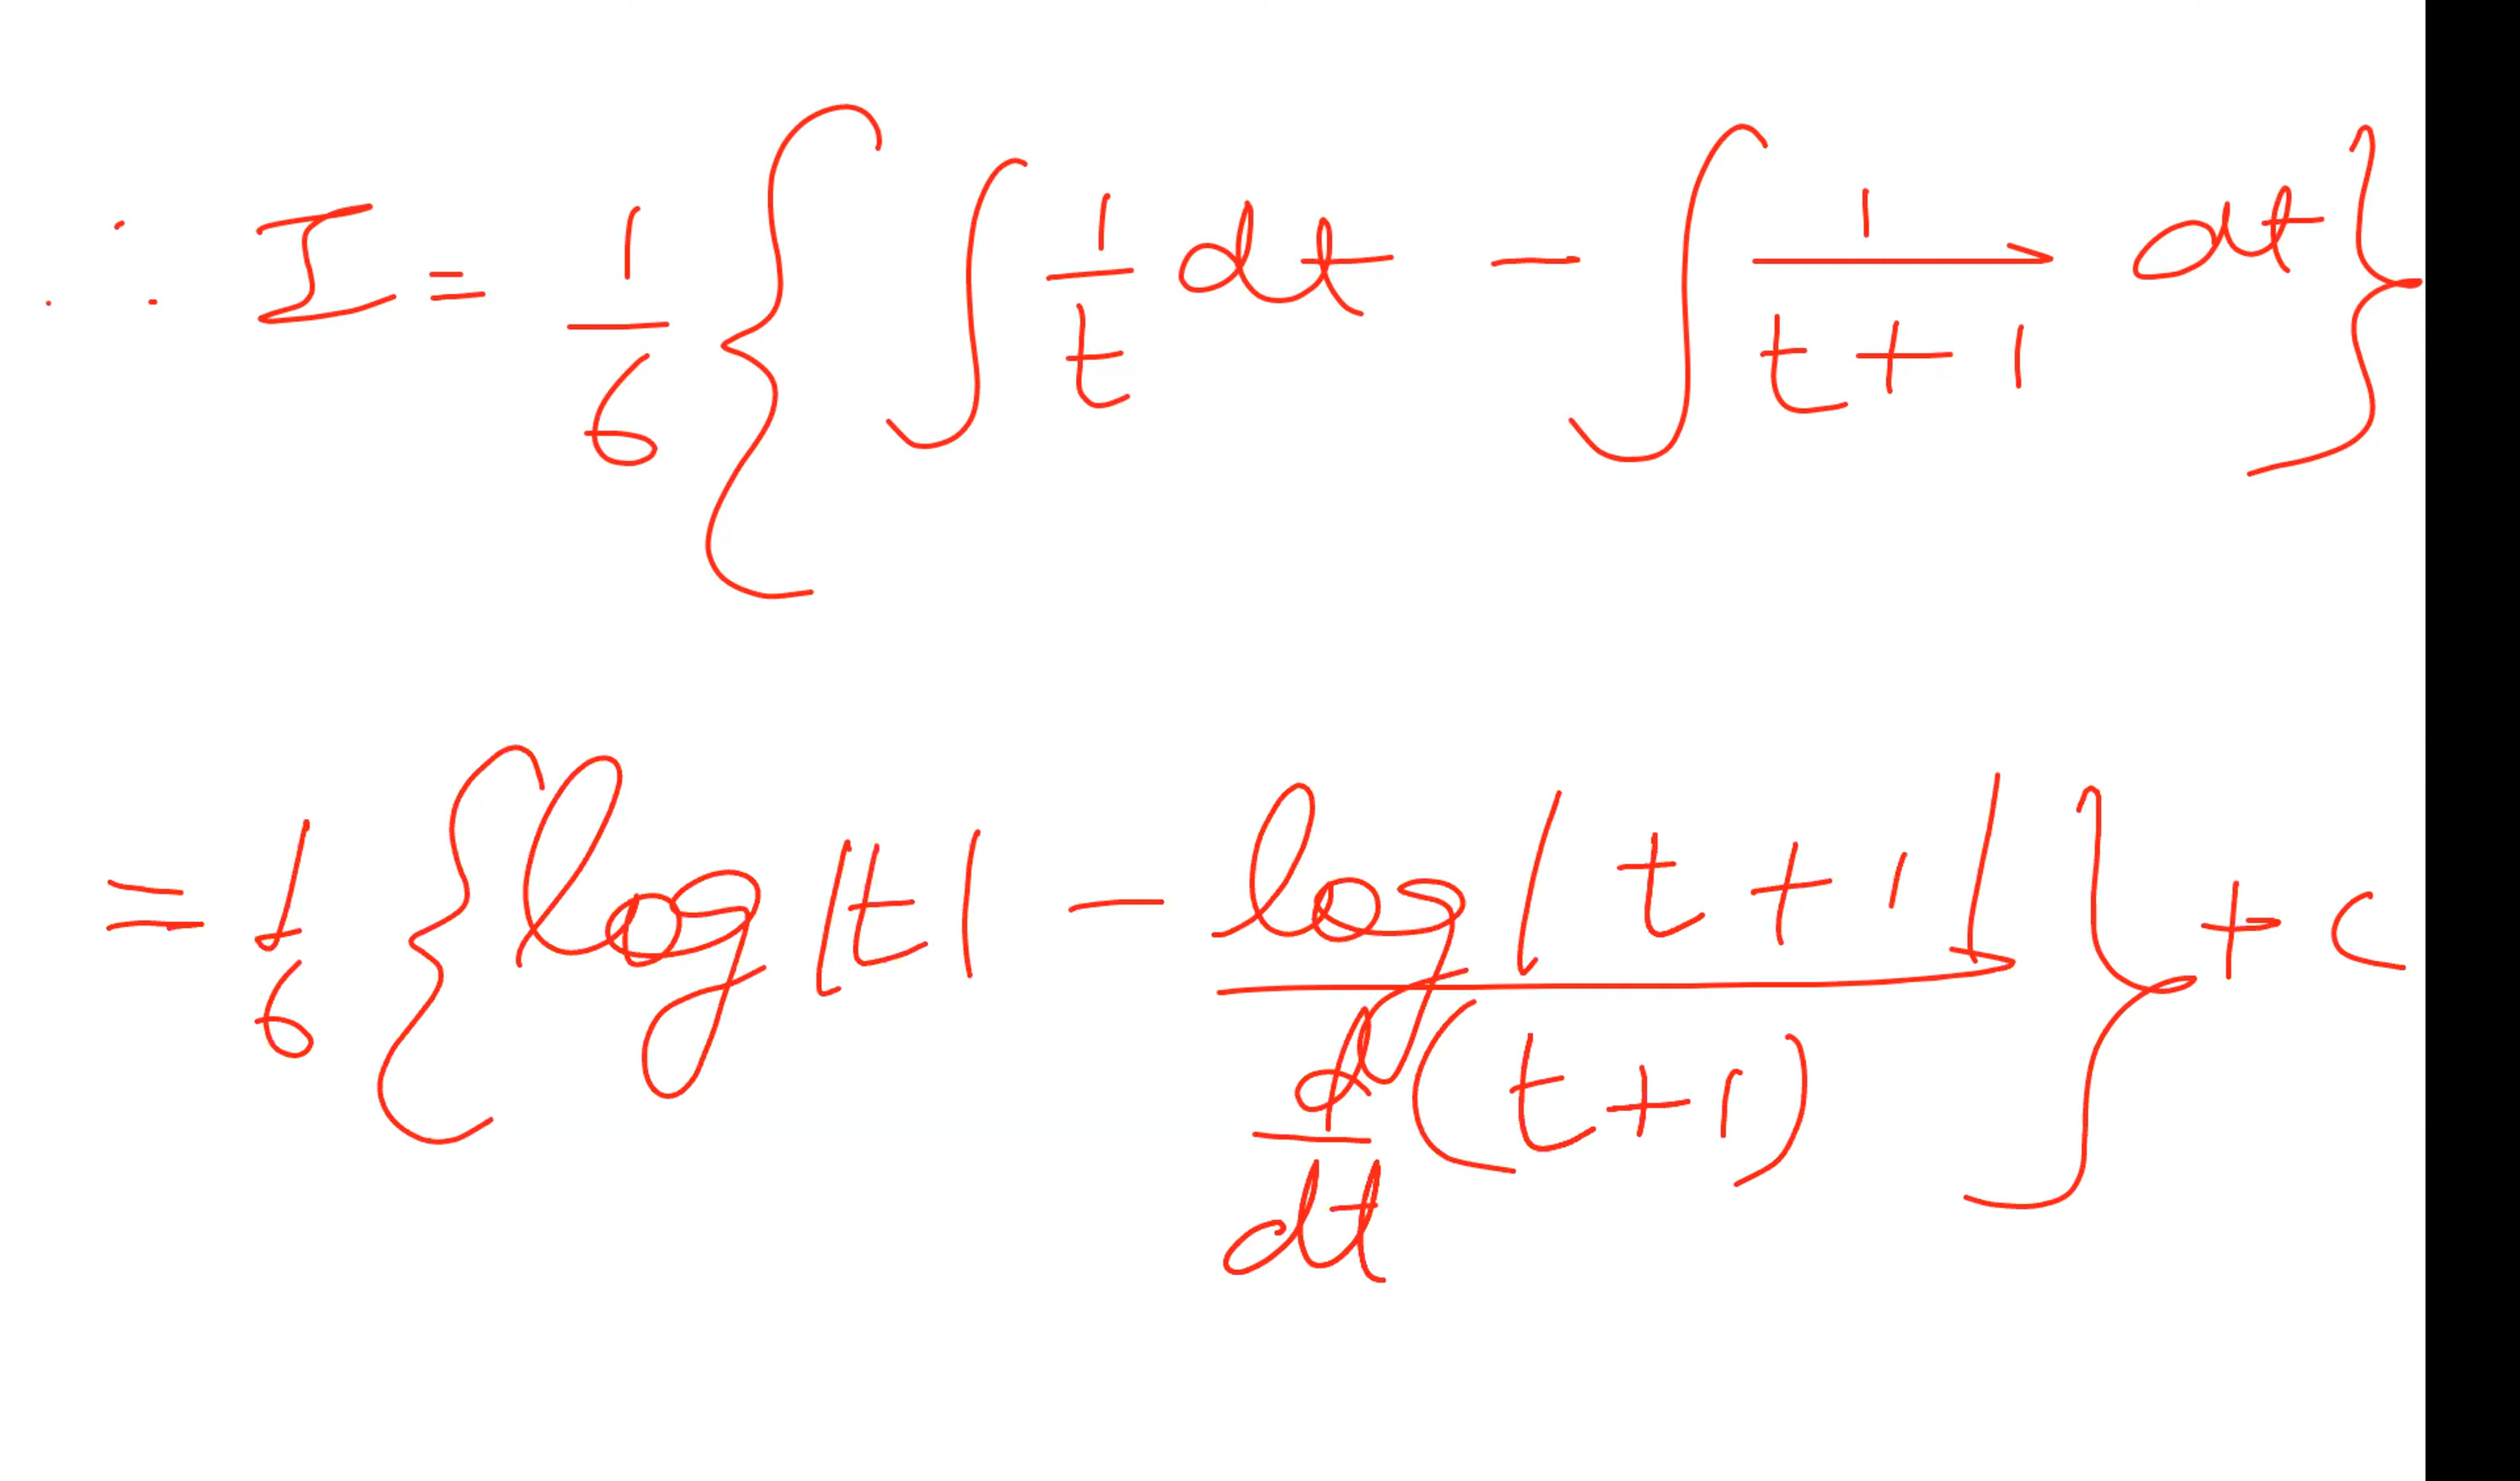 ∴ I = 1/6 { ∫ 1/t dt − ∫ 1/(t+1) dt }
= 1/6 { log |t| − log |t+1| / (d/dt (t+1)) } + c